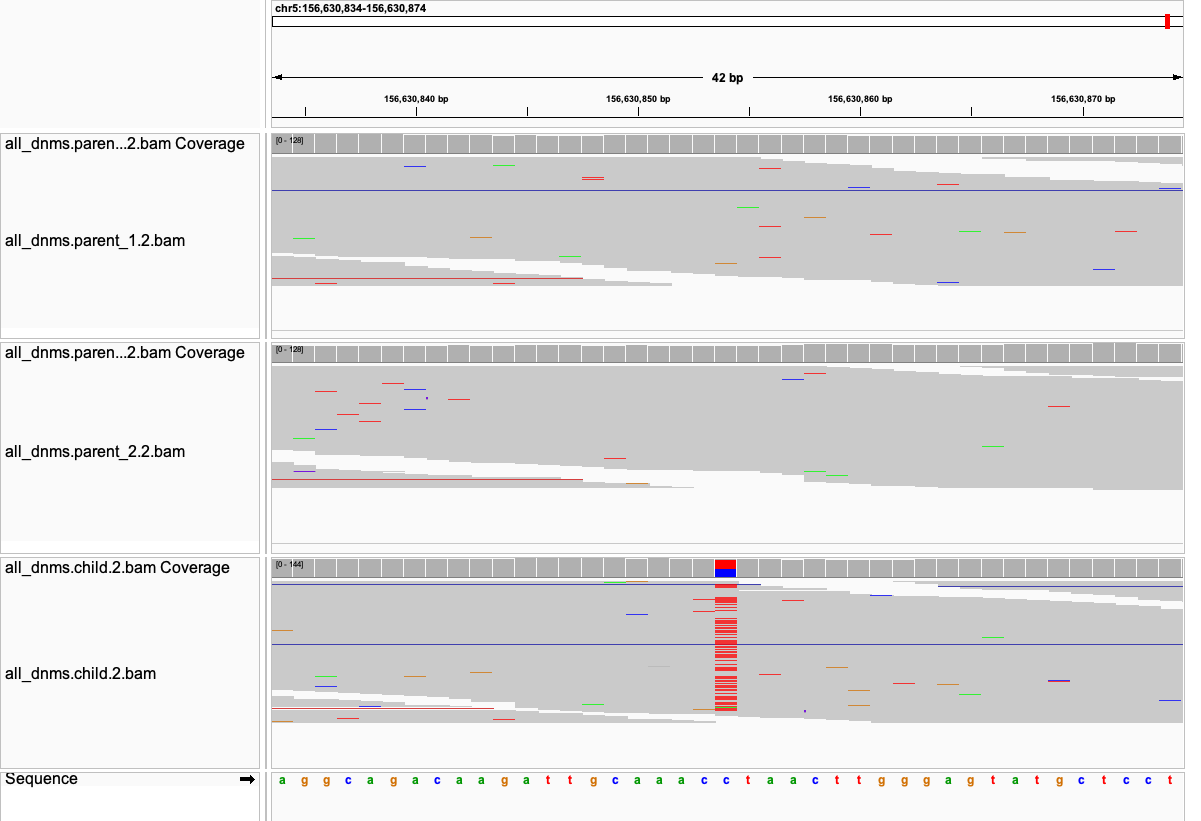 chr5:156,630,834-156,630,874
42 bp
156,630,840 bp 156,630,850 bp 156,630,860 bp 156,630,870 bp
all_dnms.paren...2.bam Coverage
[0 - 128]
all_dnms.parent_1.2.bam
all_dnms.paren...2.bam Coverage
[0 - 128]
all_dnms.parent_2.2.bam
all_dnms.child.2.bam Coverage
[0 - 144]
all_dnms.child.2.bam
Sequence a g g c a g a c a a g a t t g c a a a c c t a a c t t g g g a g t a t g c t c c t